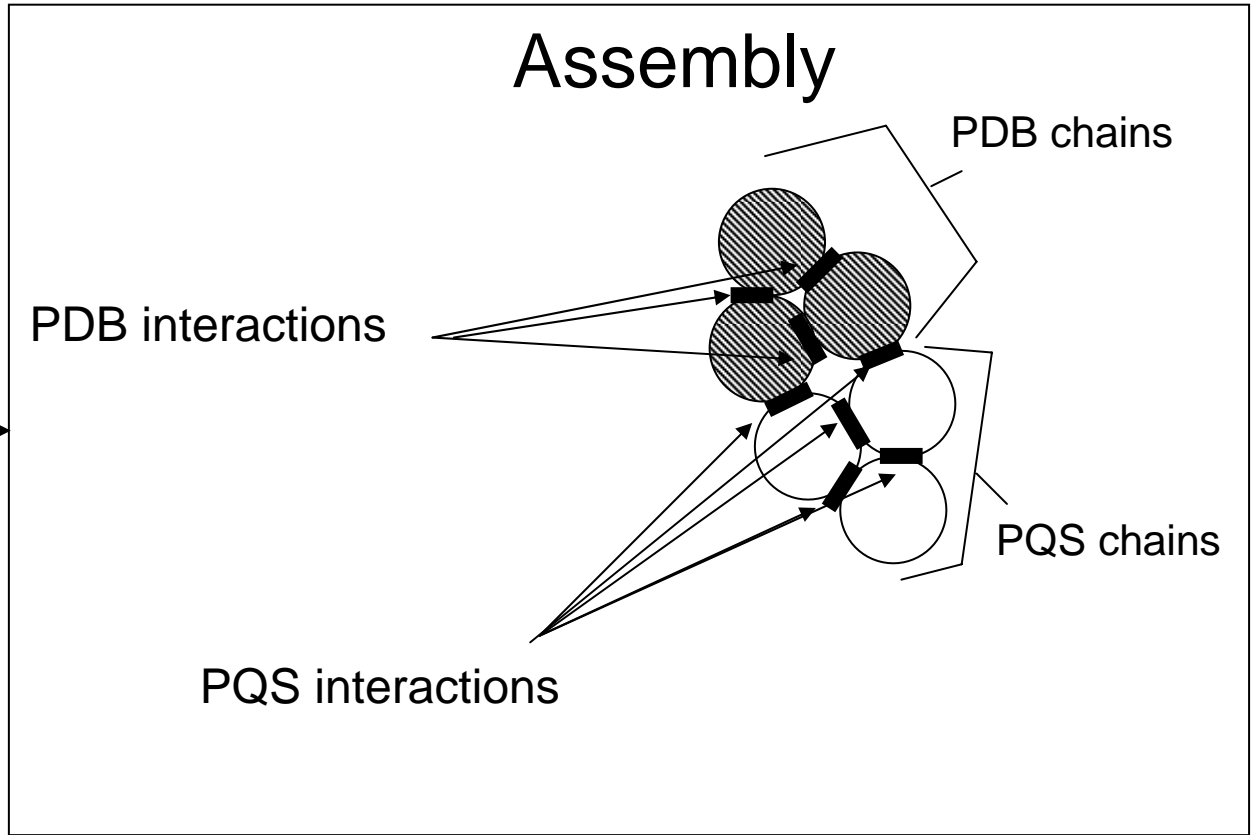 Assembly
PDB chains
PDB interactions
PQS chains
PQS interactions